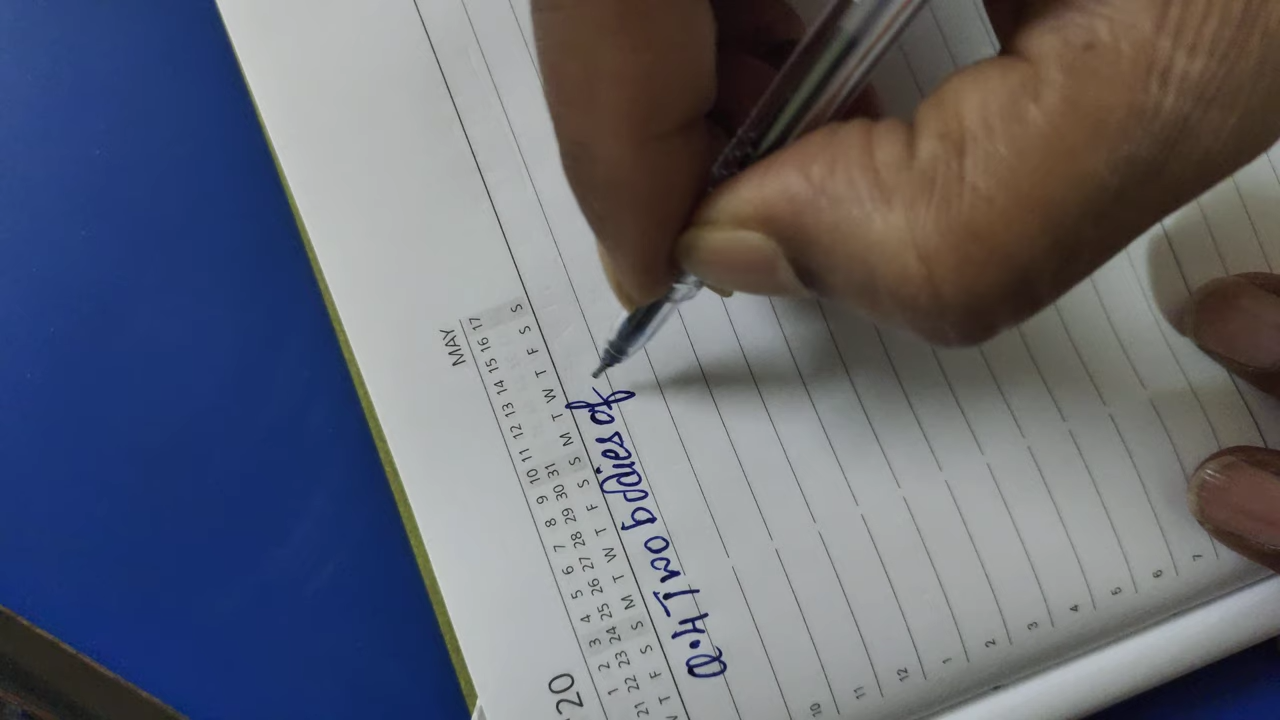 MAY
1 2 3 4 5 6 7 8 9 10 11 12 13 14 15 16 17
T F S S M T W T F S S M T W T F S S
20
21 22 23 24 25 26 27 28 29 30 31
W T F S S M T W T F S S
Q.4 Two bodies of
10
11
12
1
2
3
4
5
6
7